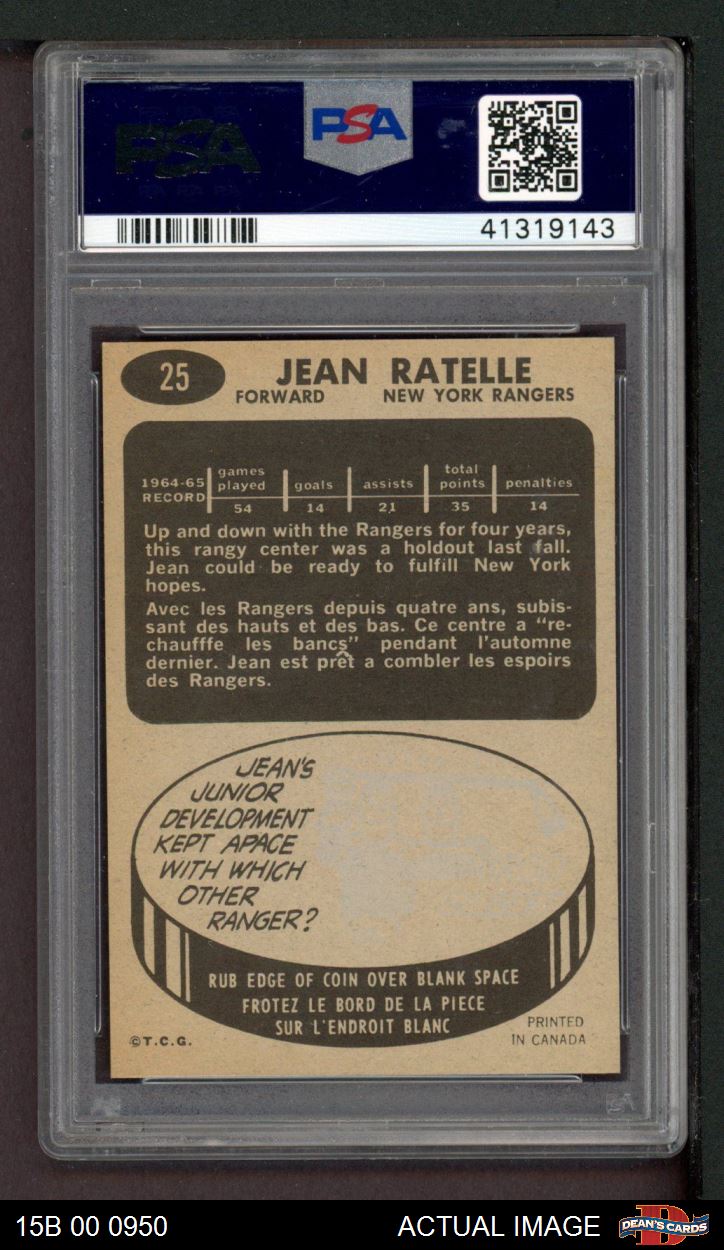 PSA
PSA
41319143
25
JEAN RATELLE
FORWARD NEW YORK RANGERS
1964-65 RECORD games played goals assists total points penalties
54 14 21 35 14
Up and down with the Rangers for four years,
this rangy center was a holdout last fall.
Jean could be ready to fulfill New York
hopes.
Avec les Rangers depuis quatre ans, subis-
sant des hauts et des bas. Ce centre a “re-
chaufffe les bancs” pendant l'automne
dernier. Jean est prêt a combler les espoirs
des Rangers.
JEAN'S
JUNIOR
DEVELOPMENT
KEPT APACE
WITH WHICH
OTHER
RANGER?
RUB EDGE OF COIN OVER BLANK SPACE
FROTEZ LE BORD DE LA PIECE
SUR L'ENDROIT BLANC
©T.C.G.
PRINTED
IN CANADA
15B 00 0950
ACTUAL IMAGE
DEAN'S CARDS